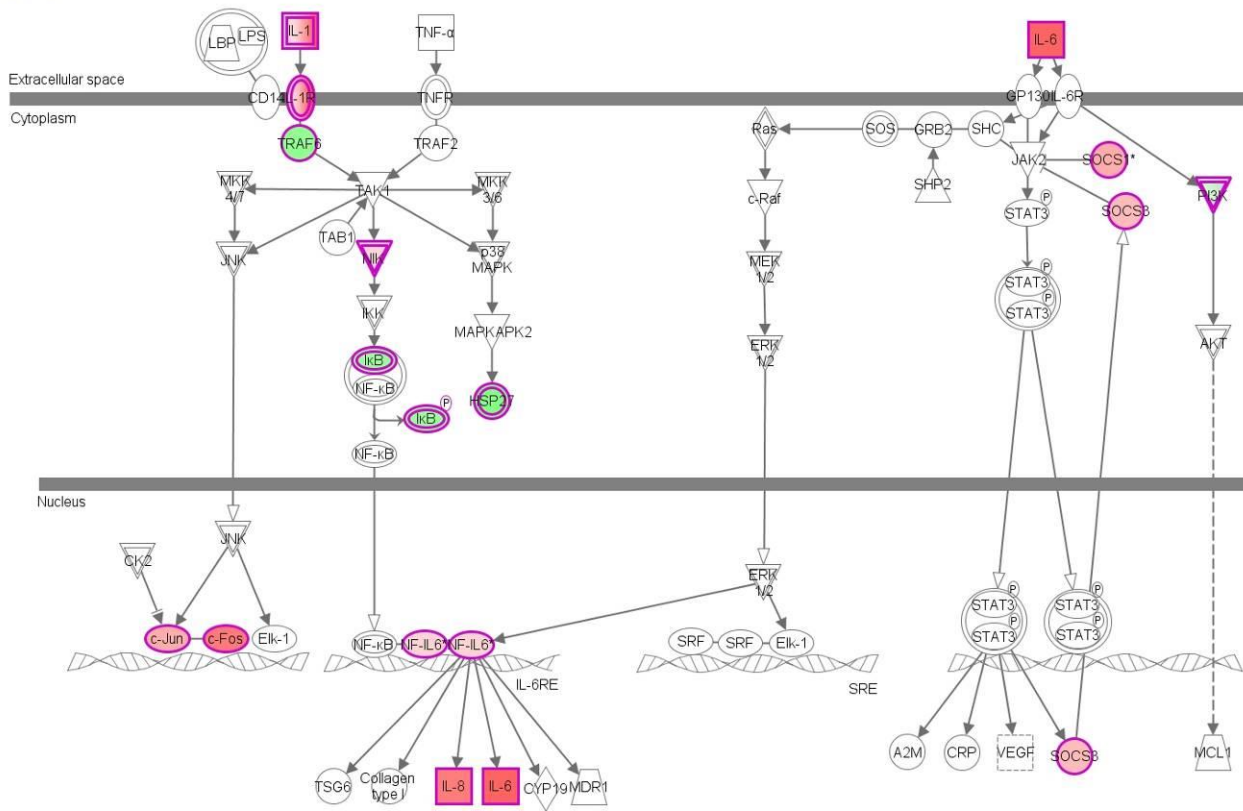 LBP
LPS
IL-1
TNF-α
IL-6
Extracellular space
CD14
IL-1R
TNFR
GP130
IL-6R
Cytoplasm
TRAF6
TRAF2
Ras
SOS
GRB2
SHC
JAK2
SOCS1*
MKK
4/7
TAK1
MKK
3/6
SHP2
PI3K
c-Raf
STAT3
P
SOCS3
TAB1
JNK
NIK
p38
MAPK
MEK
1/2
STAT3
P
STAT3
P
IKK
MAPKAPK2
ERK
1/2
AKT
IκB
NF-κB
HSP27
IκB
P
NF-κB
Nucleus
CK2
JNK
ERK
1/2
STAT3
P
STAT3
P
STAT3
P
STAT3
P
c-Jun
c-Fos
Elk-1
NF-κB
NF-IL6*
NF-IL6*
SRF
SRF
Elk-1
IL-6RE
SRE
TSG6
Collagen
type I
IL-8
IL-6
CYP19
MDR1
A2M
CRP
VEGF
SOCS3
MCL1